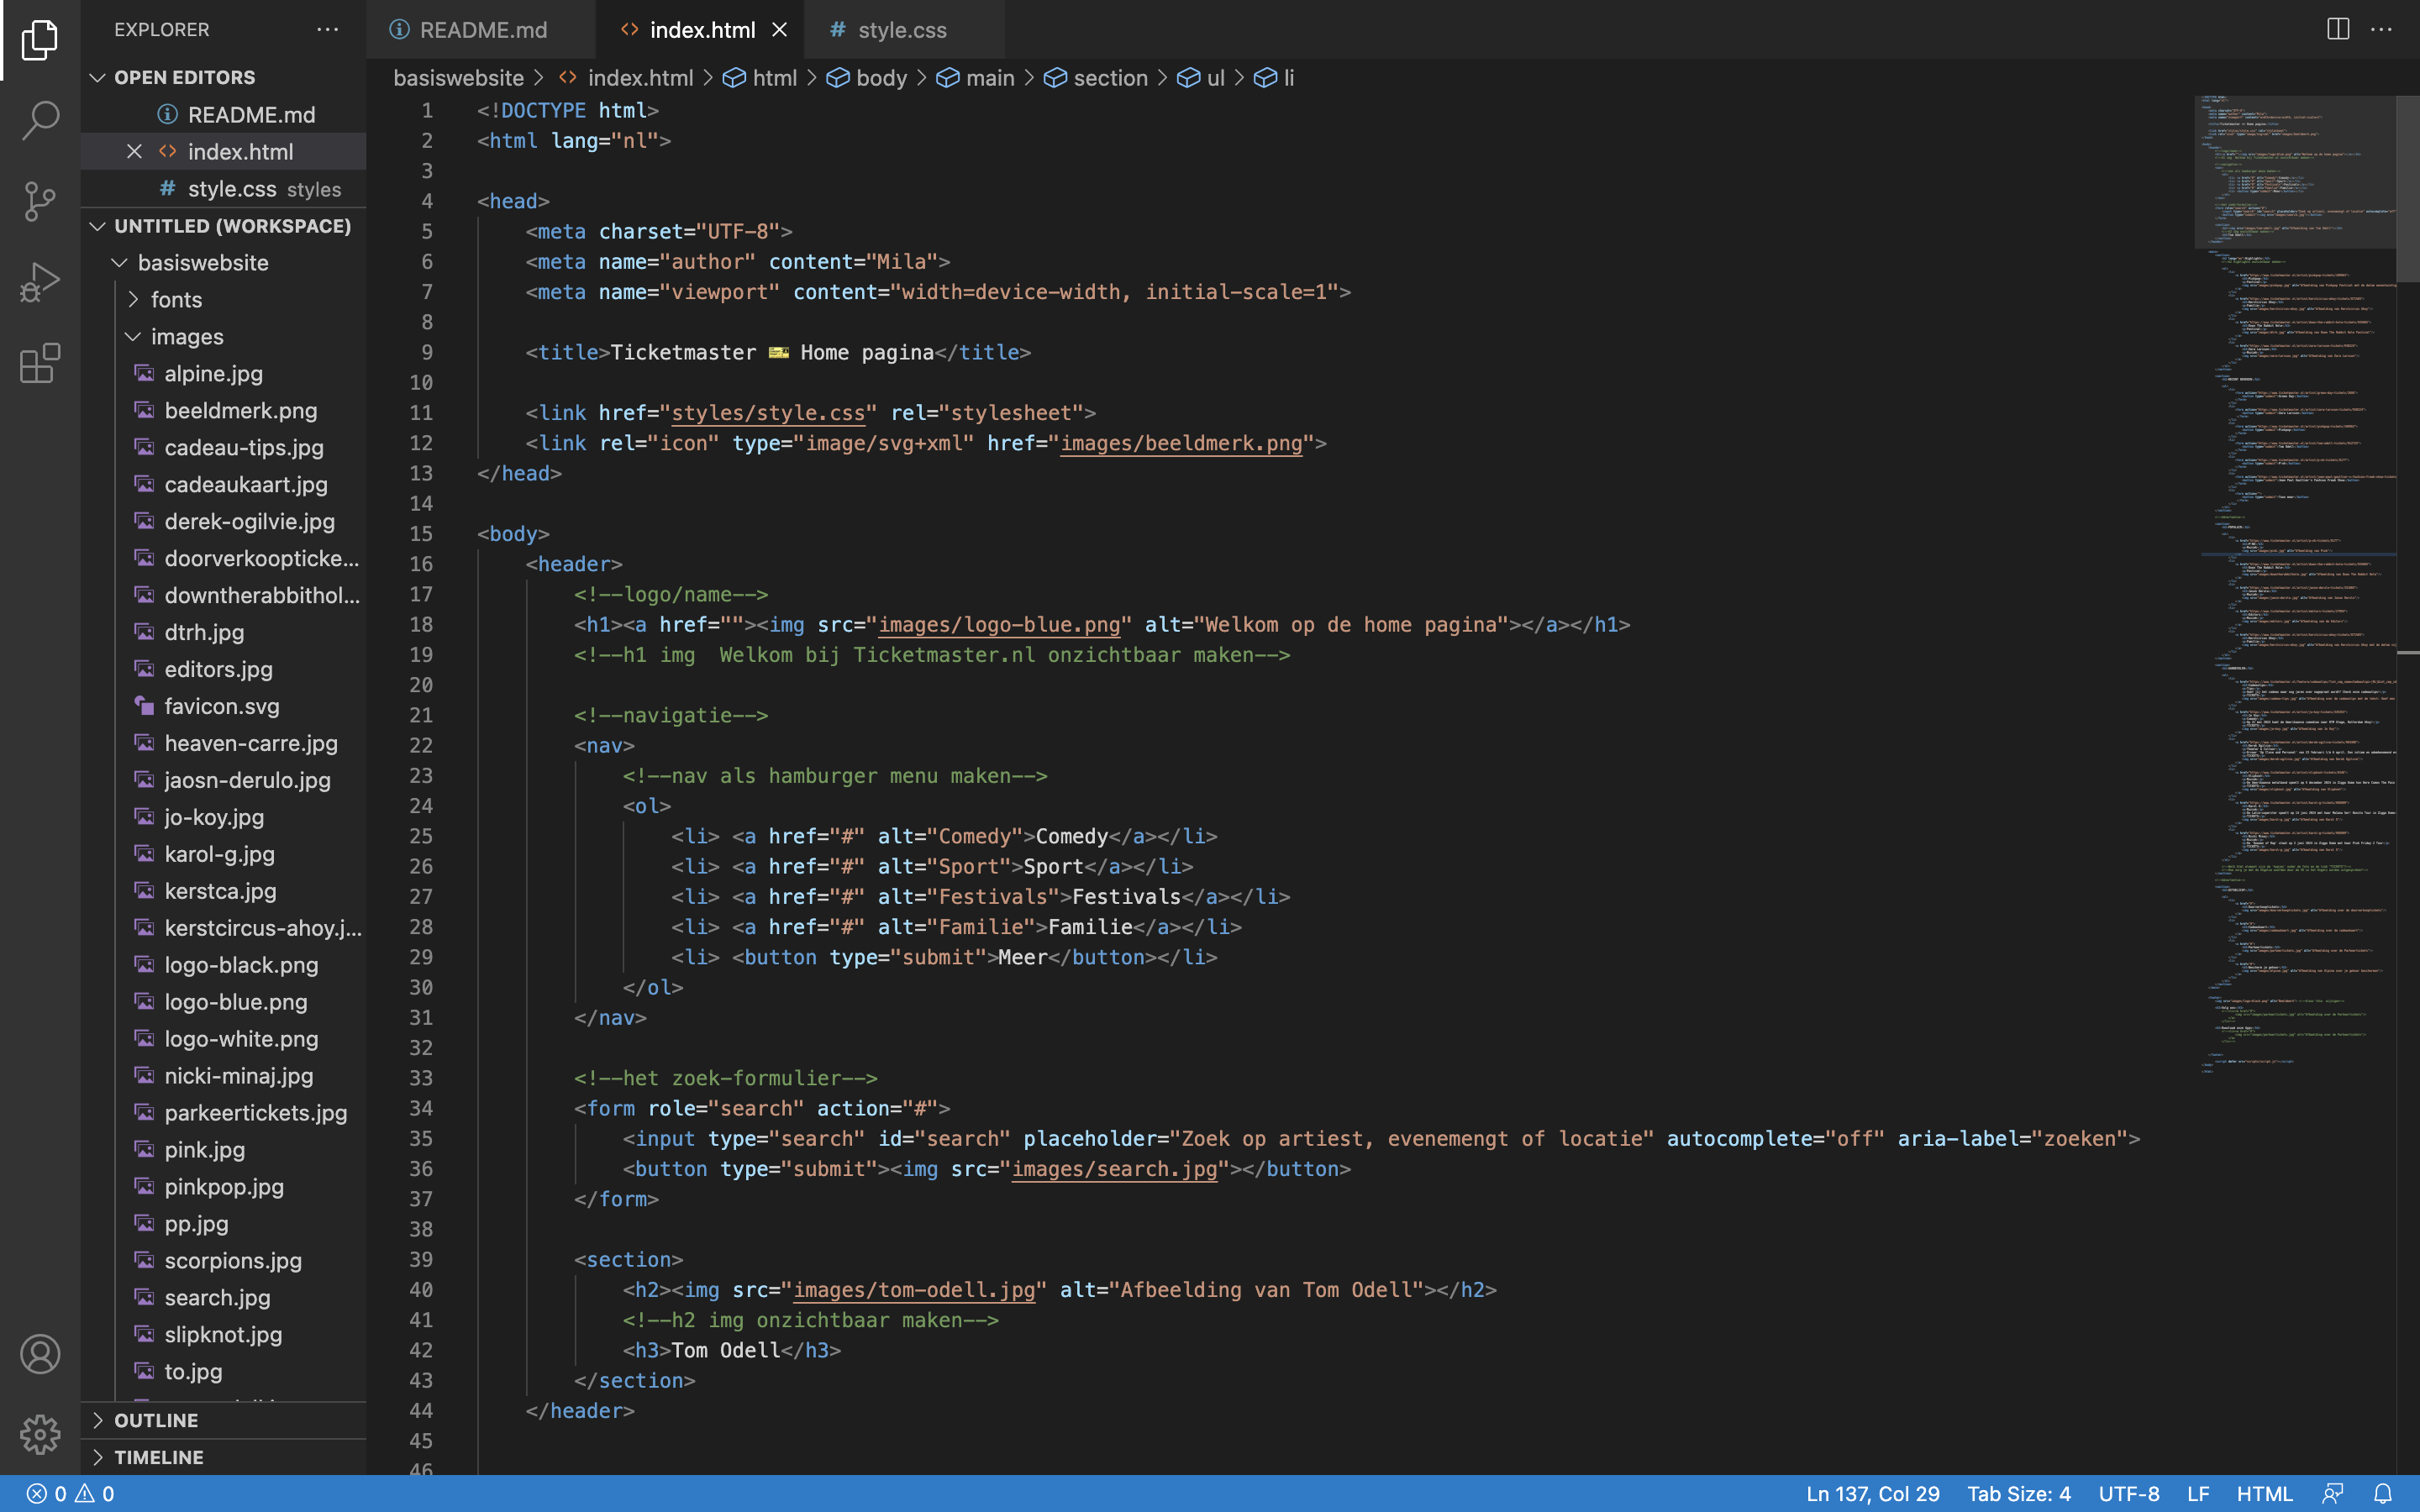 EXPLORER
OPEN EDITORS
README.md
index.html
style.css styles
UNTITLED (WORKSPACE)
basiswebsite
fonts
images
alpine.jpg
beeldmerk.png
cadeau-tips.jpg
cadeaukaart.jpg
derek-ogilvie.jpg
doorverkoopticke...
downtherabbithol...
dtrh.jpg
editors.jpg
favicon.svg
heaven-carre.jpg
jaosn-derulo.jpg
jo-koy.jpg
karol-g.jpg
kerstca.jpg
kerstcircus-ahoy.j...
logo-black.png
logo-blue.png
logo-white.png
nicki-minaj.jpg
parkeertickets.jpg
pink.jpg
pinkpop.jpg
pp.jpg
scorpions.jpg
search.jpg
slipknot.jpg
to.jpg
OUTLINE
TIMELINE
README.md index.html style.css
basiswebsite > index.html > html > body > main > section > ul > li
1 <!DOCTYPE html>
2 <html lang="nl">
3
4 <head>
5 <meta charset="UTF-8">
6 <meta name="author" content="Mila">
7 <meta name="viewport" content="width=device-width, initial-scale=1">
8
9 <title>Ticketmaster 🎫 Home pagina</title>
10
11 <link href="styles/style.css" rel="stylesheet">
12 <link rel="icon" type="image/svg+xml" href="images/beeldmerk.png">
13 </head>
14
15 <body>
16 <header>
17 <!--logo/name-->
18 <h1><a href=""><img src="images/logo-blue.png" alt="Welkom op de home pagina"></a></h1>
19 <!--h1 img  Welkom bij Ticketmaster.nl onzichtbaar maken-->
20
21 <!--navigatie-->
22 <nav>
23 <!--nav als hamburger menu maken-->
24 <ol>
25 <li> <a href="#" alt="Comedy">Comedy</a></li>
26 <li> <a href="#" alt="Sport">Sport</a></li>
27 <li> <a href="#" alt="Festivals">Festivals</a></li>
28 <li> <a href="#" alt="Familie">Familie</a></li>
29 <li> <button type="submit">Meer</button></li>
30 </ol>
31 </nav>
32
33 <!--het zoek-formulier-->
34 <form role="search" action="#">
35 <input type="search" id="search" placeholder="Zoek op artiest, evenemengt of locatie" autocomplete="off" aria-label="zoeken">
36 <button type="submit"><img src="images/search.jpg"></button>
37 </form>
38
39 <section>
40 <h2><img src="images/tom-odell.jpg" alt="Afbeelding van Tom Odell"></h2>
41 <!--h2 img onzichtbaar maken-->
42 <h3>Tom Odell</h3>
43 </section>
44 </header>
45
46
0 0
Ln 137, Col 29 Tab Size: 4 UTF-8 LF HTML